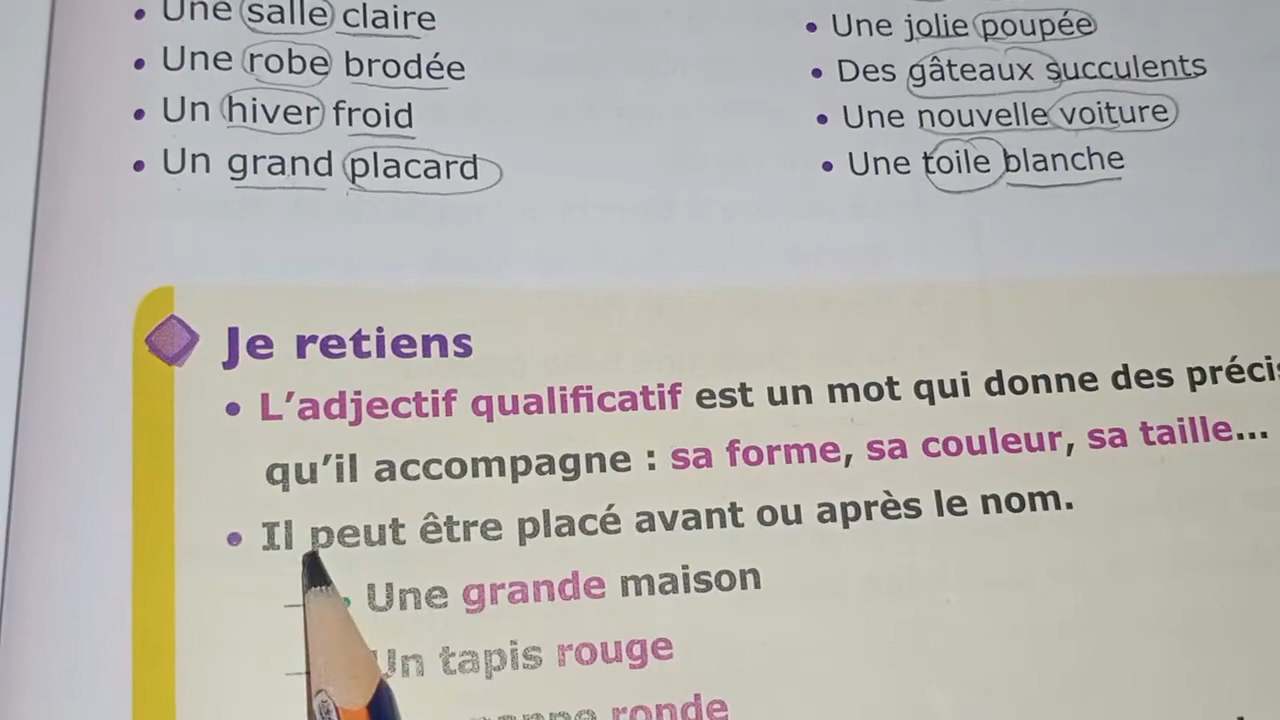 • Une salle claire
• Une robe brodée
• Un hiver froid
• Un grand placard
• Une jolie poupée
• Des gâteaux succulents
• Une nouvelle voiture
• Une toile blanche
Je retiens
• L'adjectif qualificatif est un mot qui donne des
qu'il accompagne : sa forme, sa couleur, sa taille...
• Il peut être placé avant ou après le nom.
Une grande maison
Un tapis rouge
ronde